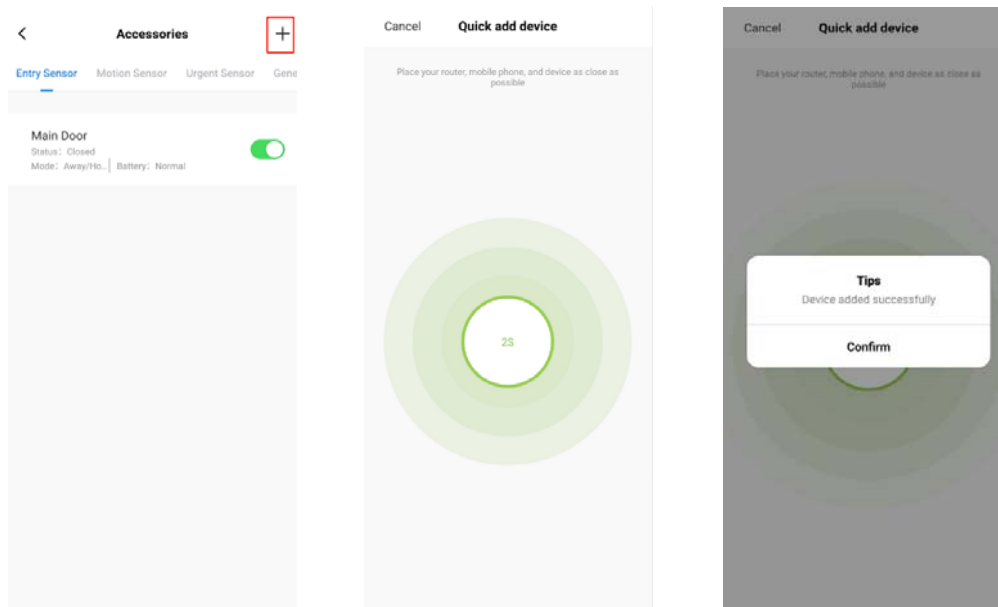 Accessories
Entry Sensor Motion Sensor Urgent Sensor Gene
Main Door
Status: Closed
Mode: Away/Ho... | Battery: Normal
Cancel Quick add device
Place your router, mobile phone, and device as close as
possible
2S
Cancel Quick add device
Place your router, mobile phone, and device as close as
possible
Tips
Device added successfully
Confirm